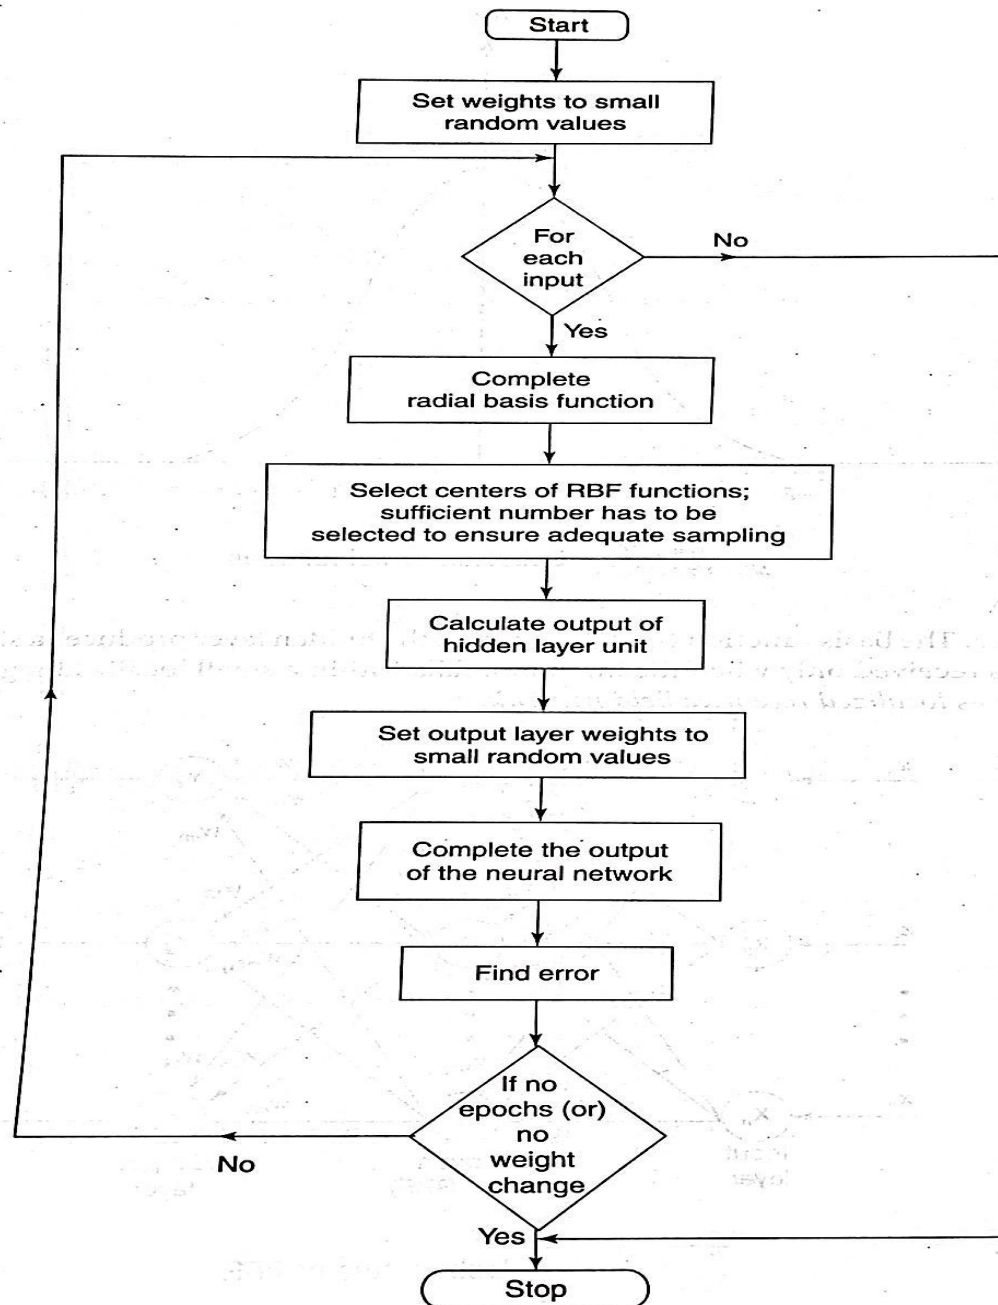 Start
Set weights to small
random values
For
each
input
No
Yes
Complete
radial basis function
Select centers of RBF functions;
sufficient number has to be
selected to ensure adequate sampling
Calculate output of
hidden layer unit
Set output layer weights to
small random values
Complete the output
of the neural network
Find error
If no
epochs (or)
no
weight
change
No
Yes
Stop